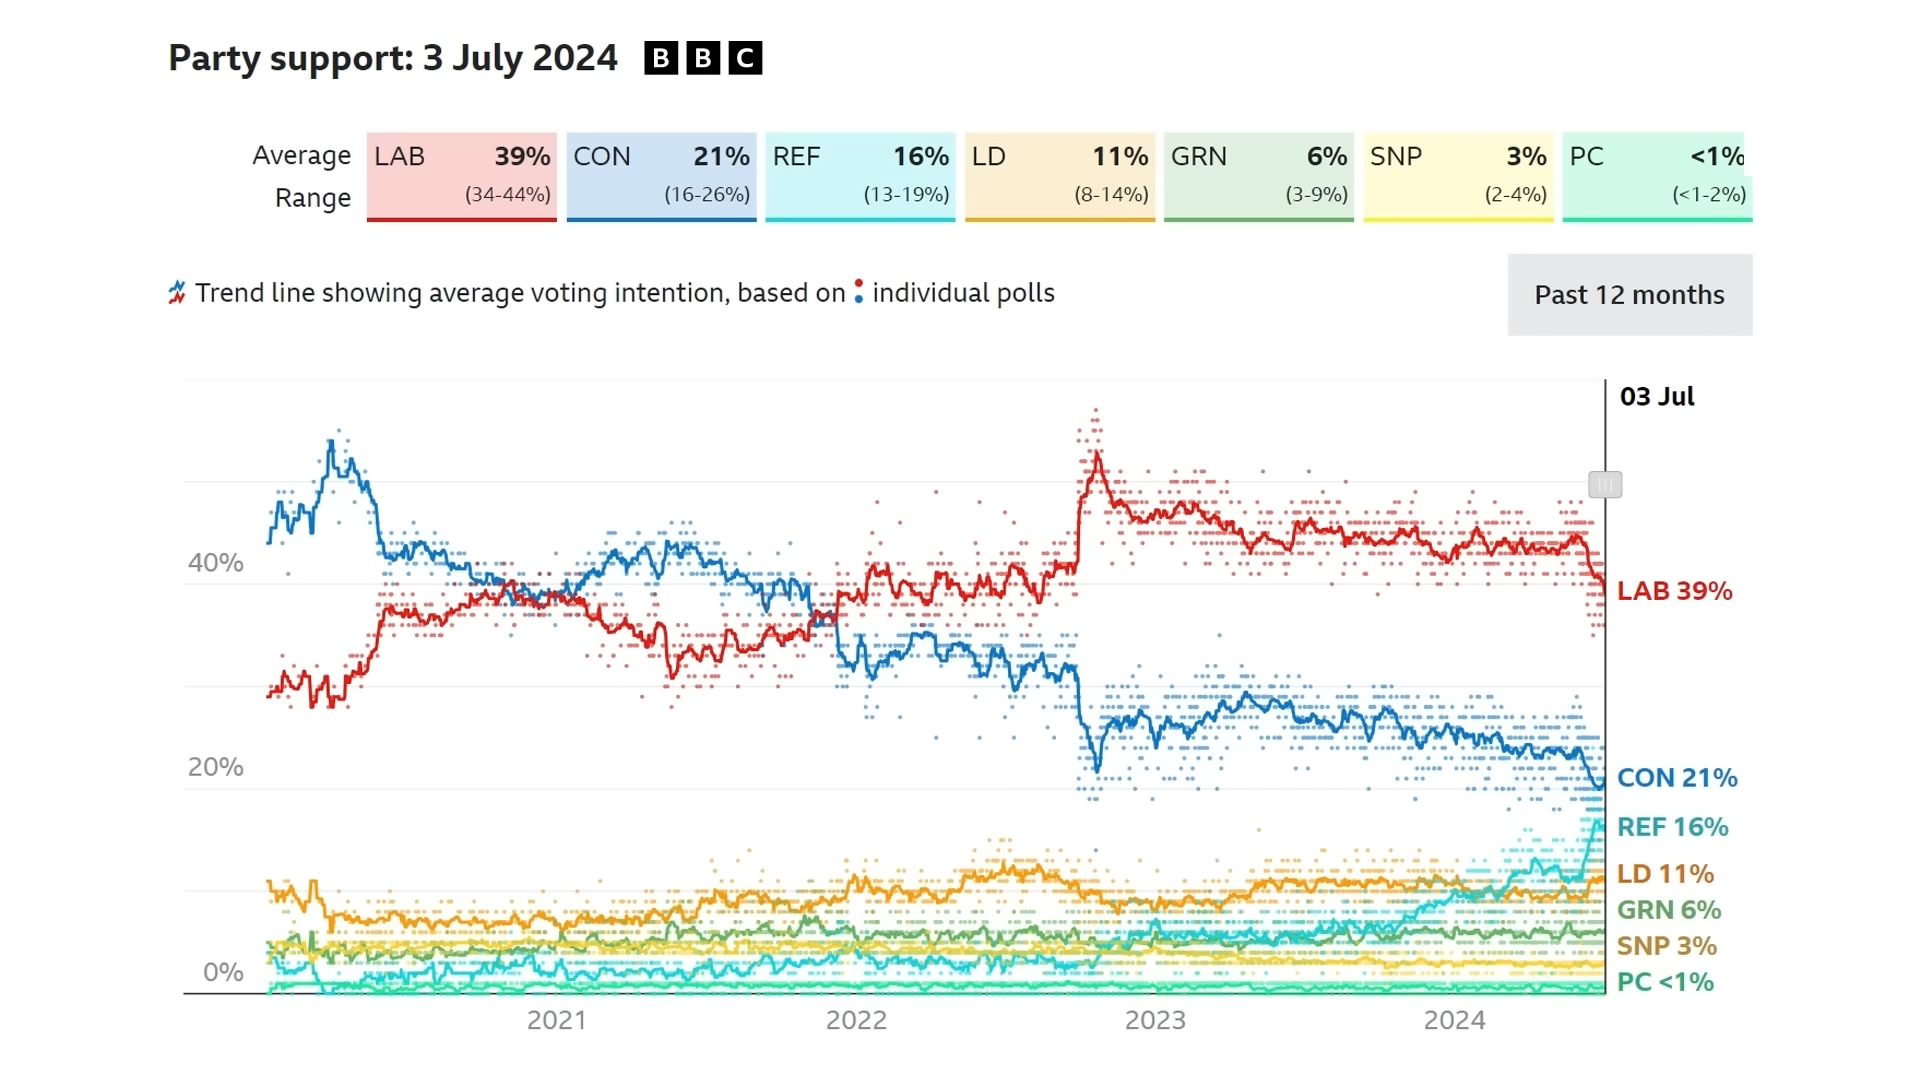 Party support: 3 July 2024 BBC
Average LAB 39% CON 21% REF 16% LD 11% GRN 6% SNP 3% PC <1%
Range (34-44%) (16-26%) (13-19%) (8-14%) (3-9%) (2-4%) (<1-2%)
Trend line showing average voting intention, based on individual polls
Past 12 months
03 Jul
40%
LAB 39%
20%
CON 21%
REF 16%
LD 11%
GRN 6%
SNP 3%
0%
PC <1%
2021 2022 2023 2024